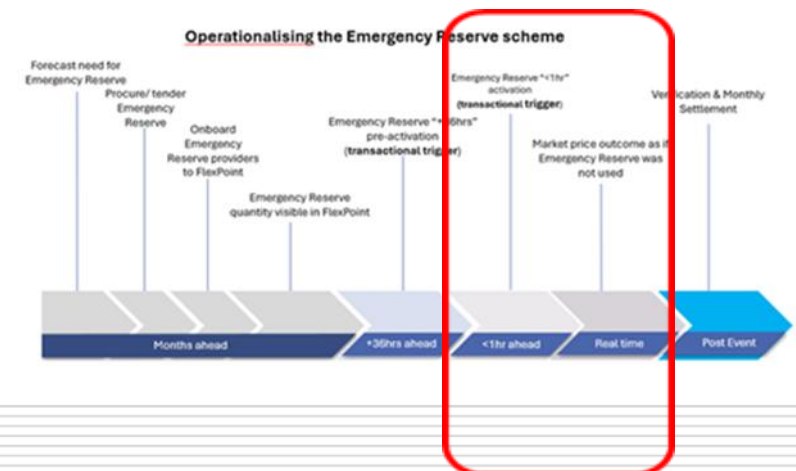 Operationalising the Emergency Reserve scheme
Forecast need for
Emergency Reserve
Procure/ tender
Emergency
Reserve
Onboard
Emergency
Reserve providers
to FlexPoint
Emergency Reserve
quantity visible in FlexPoint
Emergency Reserve "+36hrs"
pre-activation
(transactional trigger)
Emergency Reserve "<1hr"
activation
(transactional trigger)
Market price outcome as if
Emergency Reserve was
not used
Verification & Monthly
Settlement
Months ahead
+36hrs ahead
<1hr ahead
Real time
Post Event